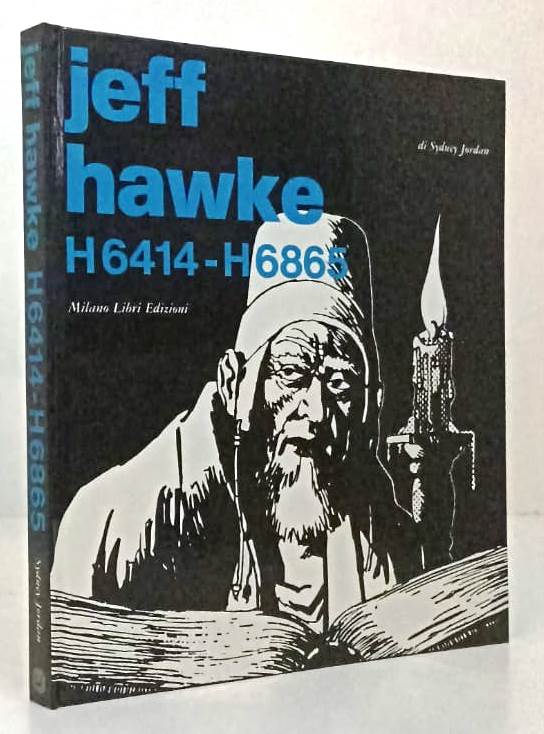 jeff
hawke
H6414-H6865
di Sydney Jordan
Milano Libri Edizioni
jeff hawke H6414-H6865
Sydney Jordan